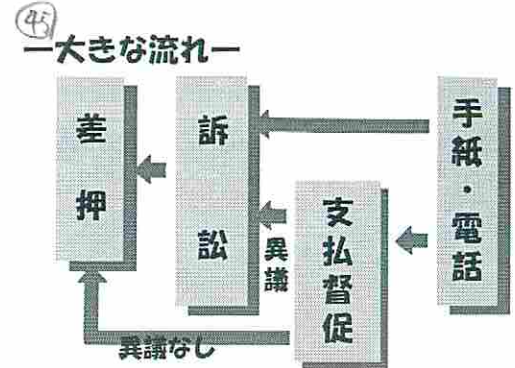 45
―大きな流れ―
手紙・電話
支払督促
異議
訴訟
差押
異議なし